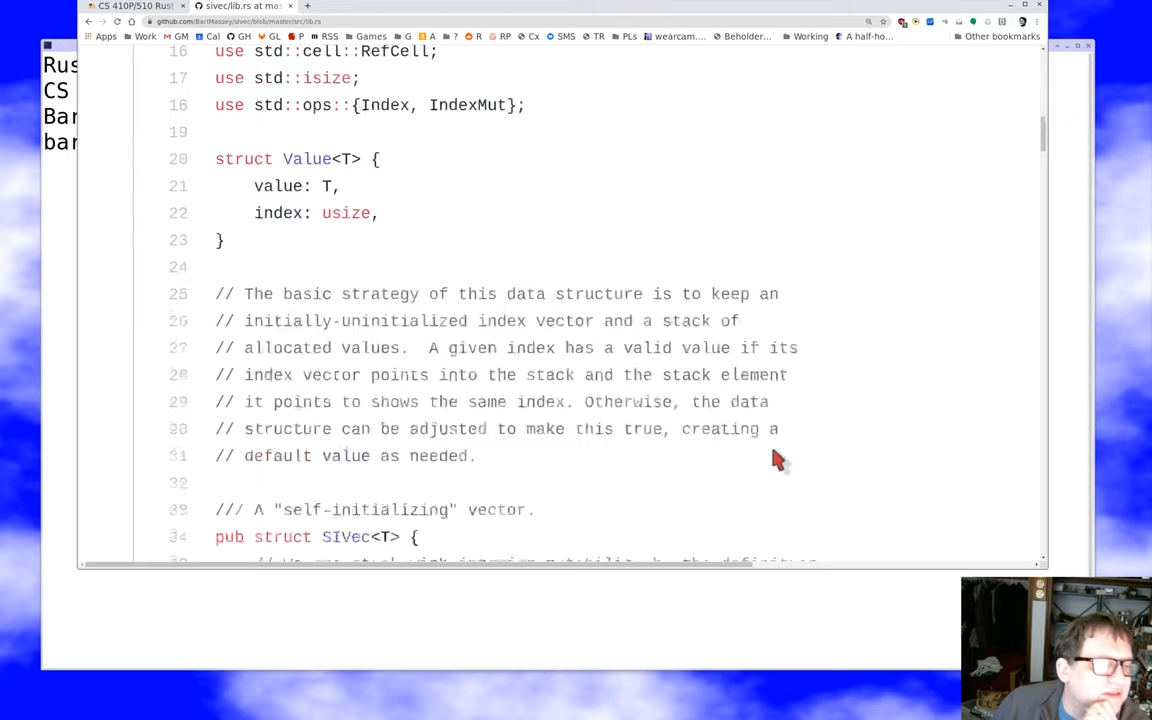 CS 410P/510 Rust
sivec/lib.rs at mas
github.com/BartMassey/sivec/blob/master/src/lib.rs
Apps Work GM Cal GH GL P RSS Games G A ? R RP Cx SMS TR PLs wearcam.… Beholder… Working A half-ho… Other bookmarks
Rus
CS
Bar
bar
16 use std::cell::RefCell;
17 use std::isize;
18 use std::ops::{Index, IndexMut};
19
20 struct Value<T> {
21 value: T,
22 index: usize,
23 }
24
25 // The basic strategy of this data structure is to keep an
26 // initially-uninitialized index vector and a stack of
27 // allocated values.  A given index has a valid value if its
28 // index vector points into the stack and the stack element
29 // it points to shows the same index. Otherwise, the data
// structure can be adjusted to make this true, creating a
31 // default value as needed.
32
/// A "self-initializing" vector.
34 pub struct SIVec<T> {